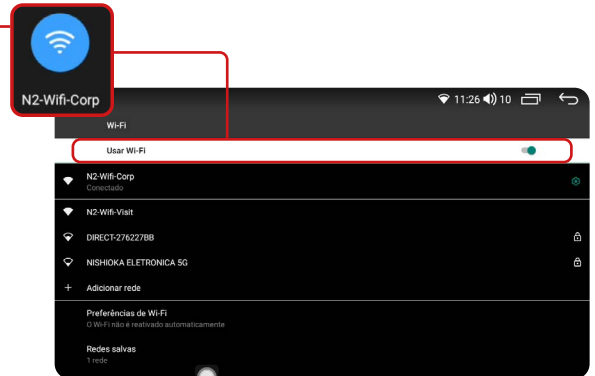 N2-Wifi-Corp
11:26 10
Wi-Fi
Usar Wi-Fi
N2-Wifi-Corp
Conectado
N2-Wifi-Visit
DIRECT-276227BB
NISHIOKA ELETRONICA 5G
Adicionar rede
Preferências de Wi-Fi
O Wi-Fi não é reativado automaticamente
Redes salvas
1 rede